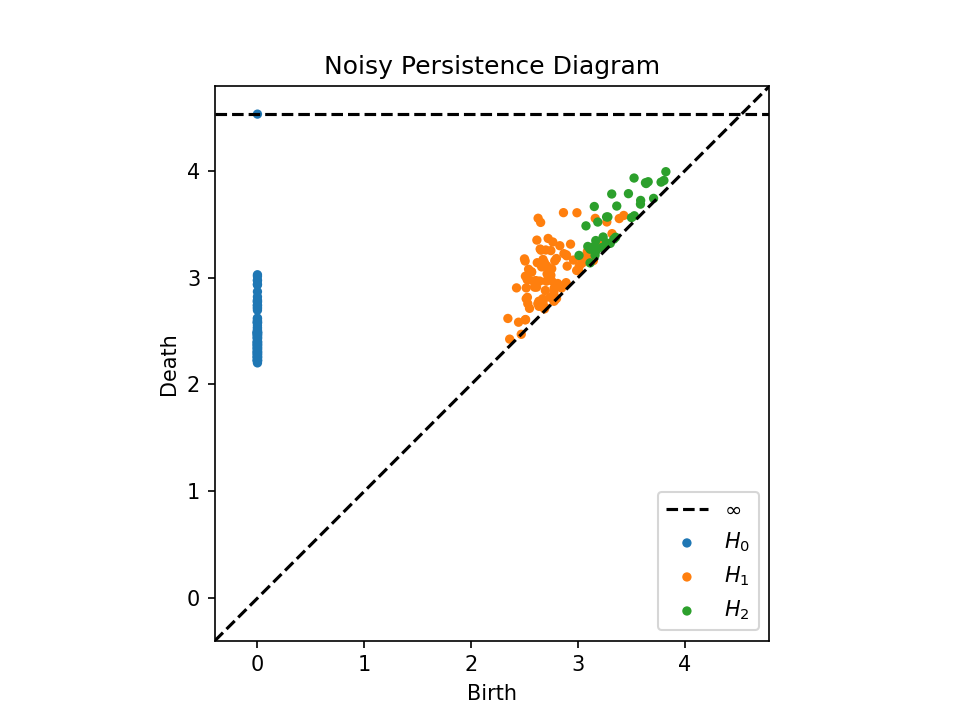 Noisy Persistence Diagram
Death
4
3
2
1
0
0 1 2 3 4
Birth
∞
H₀
H₁
H₂